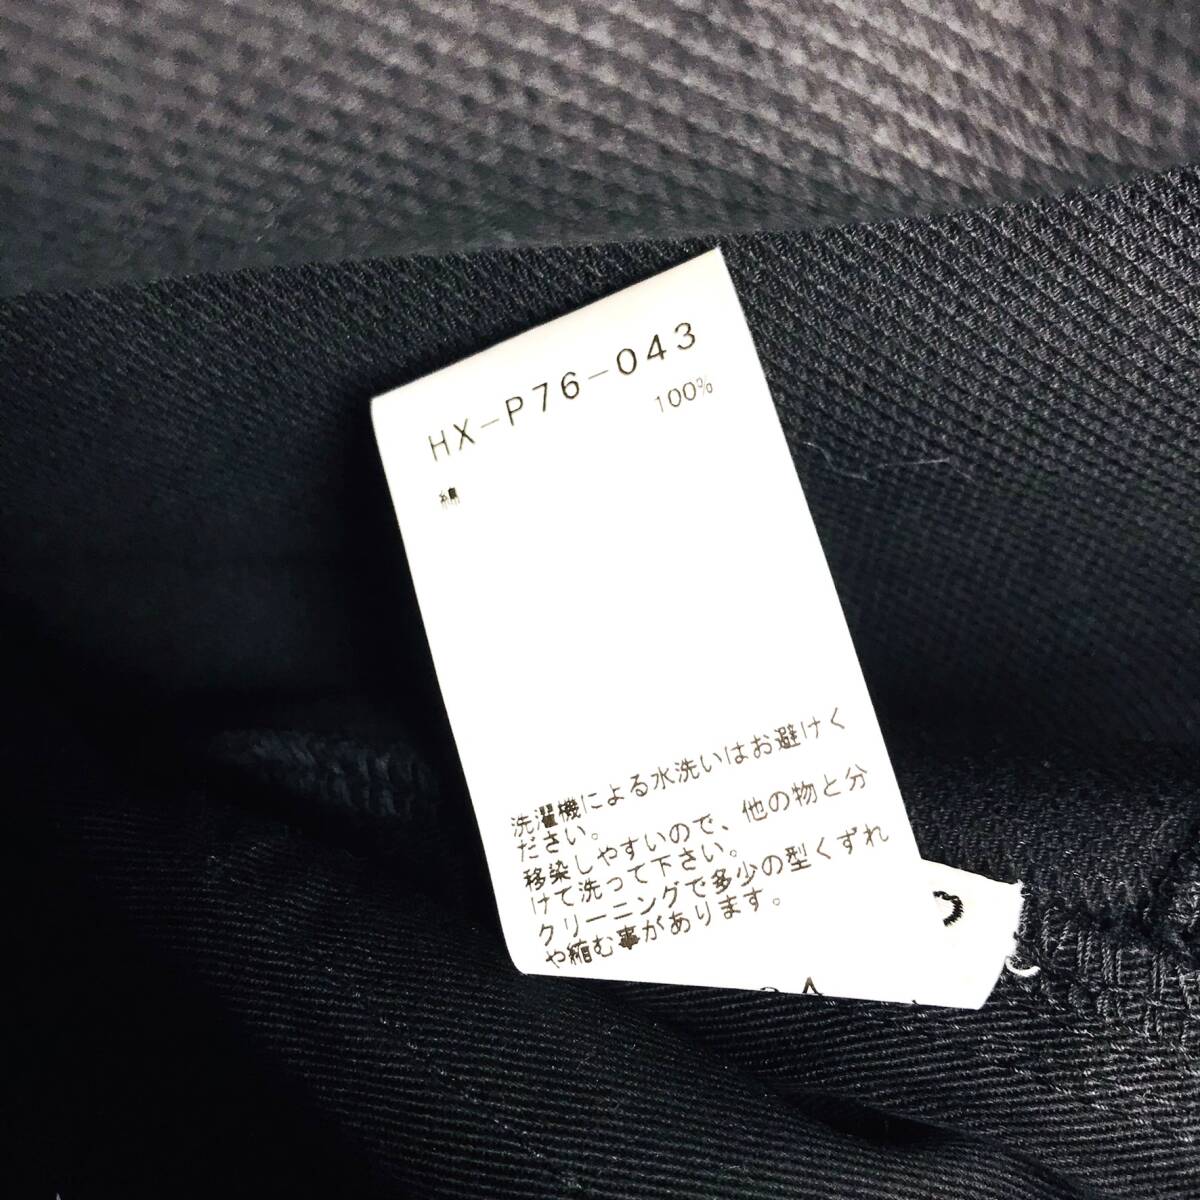 HX-P76-043
綿 100%
洗濯機による水洗いはお避けく
ださい。
移染しやすいので、他の物と分
けて洗って下さい。
クリーニングで多少の型くずれ
や縮む事があります。